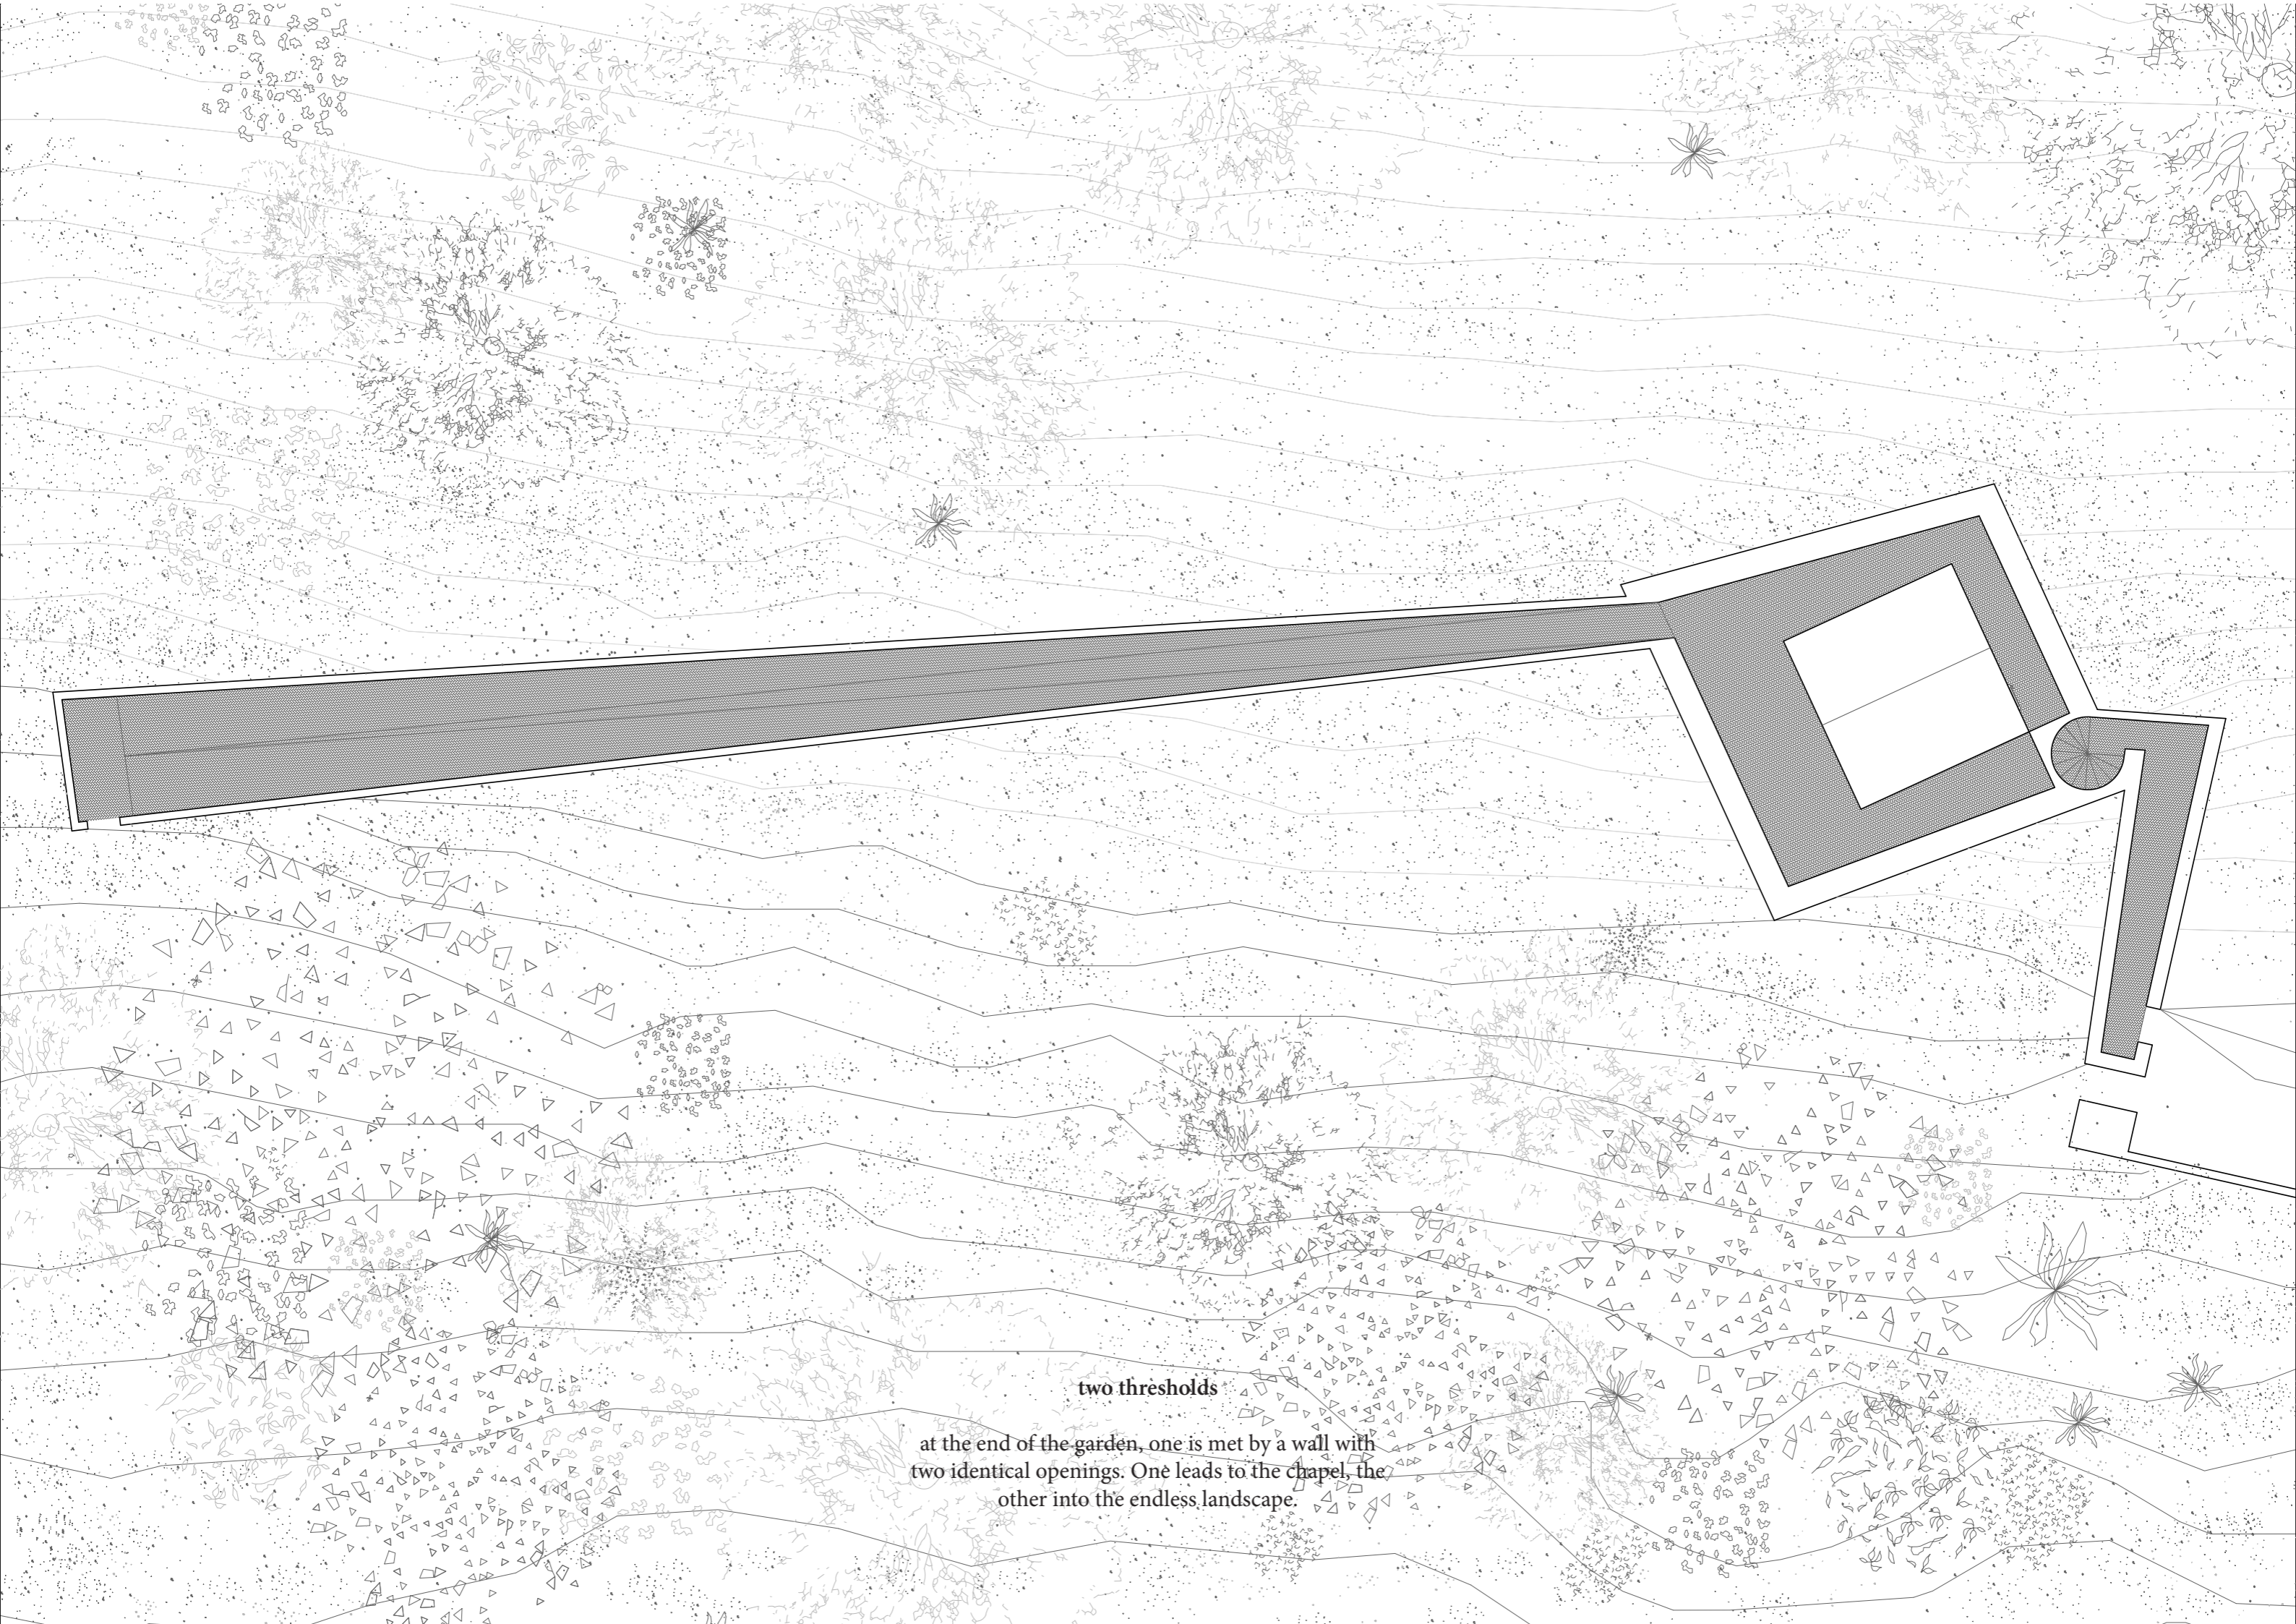 two thresholds
at the end of the garden, one is met by a wall with
two identical openings. One leads to the chapel, the
other into the endless landscape.